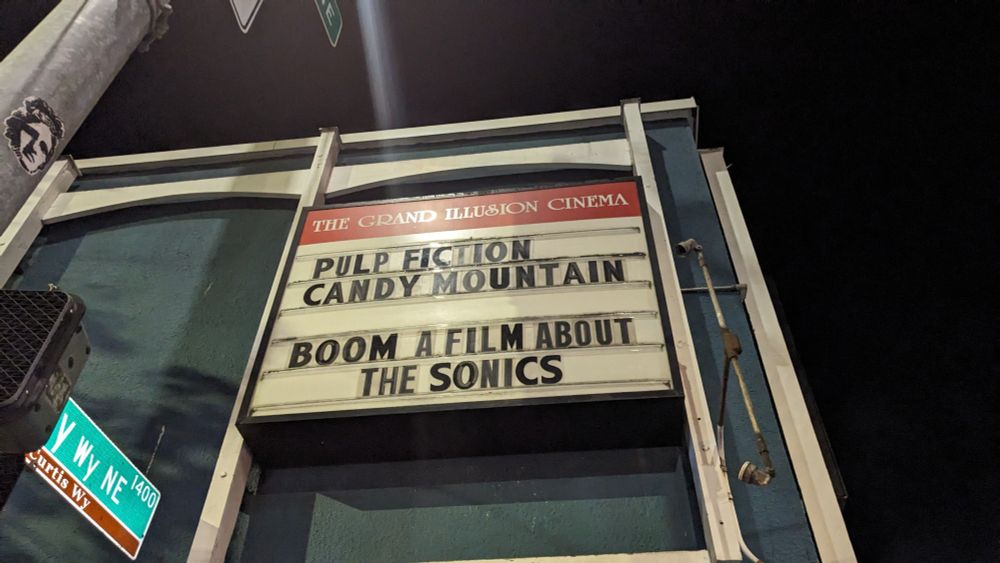 THE GRAND ILLUSION CINEMA
PULP FICTION
CANDY MOUNTAIN
BOOM A FILM ABOUT
THE SONICS
Y WY NE 1400
Curtis Wy
E